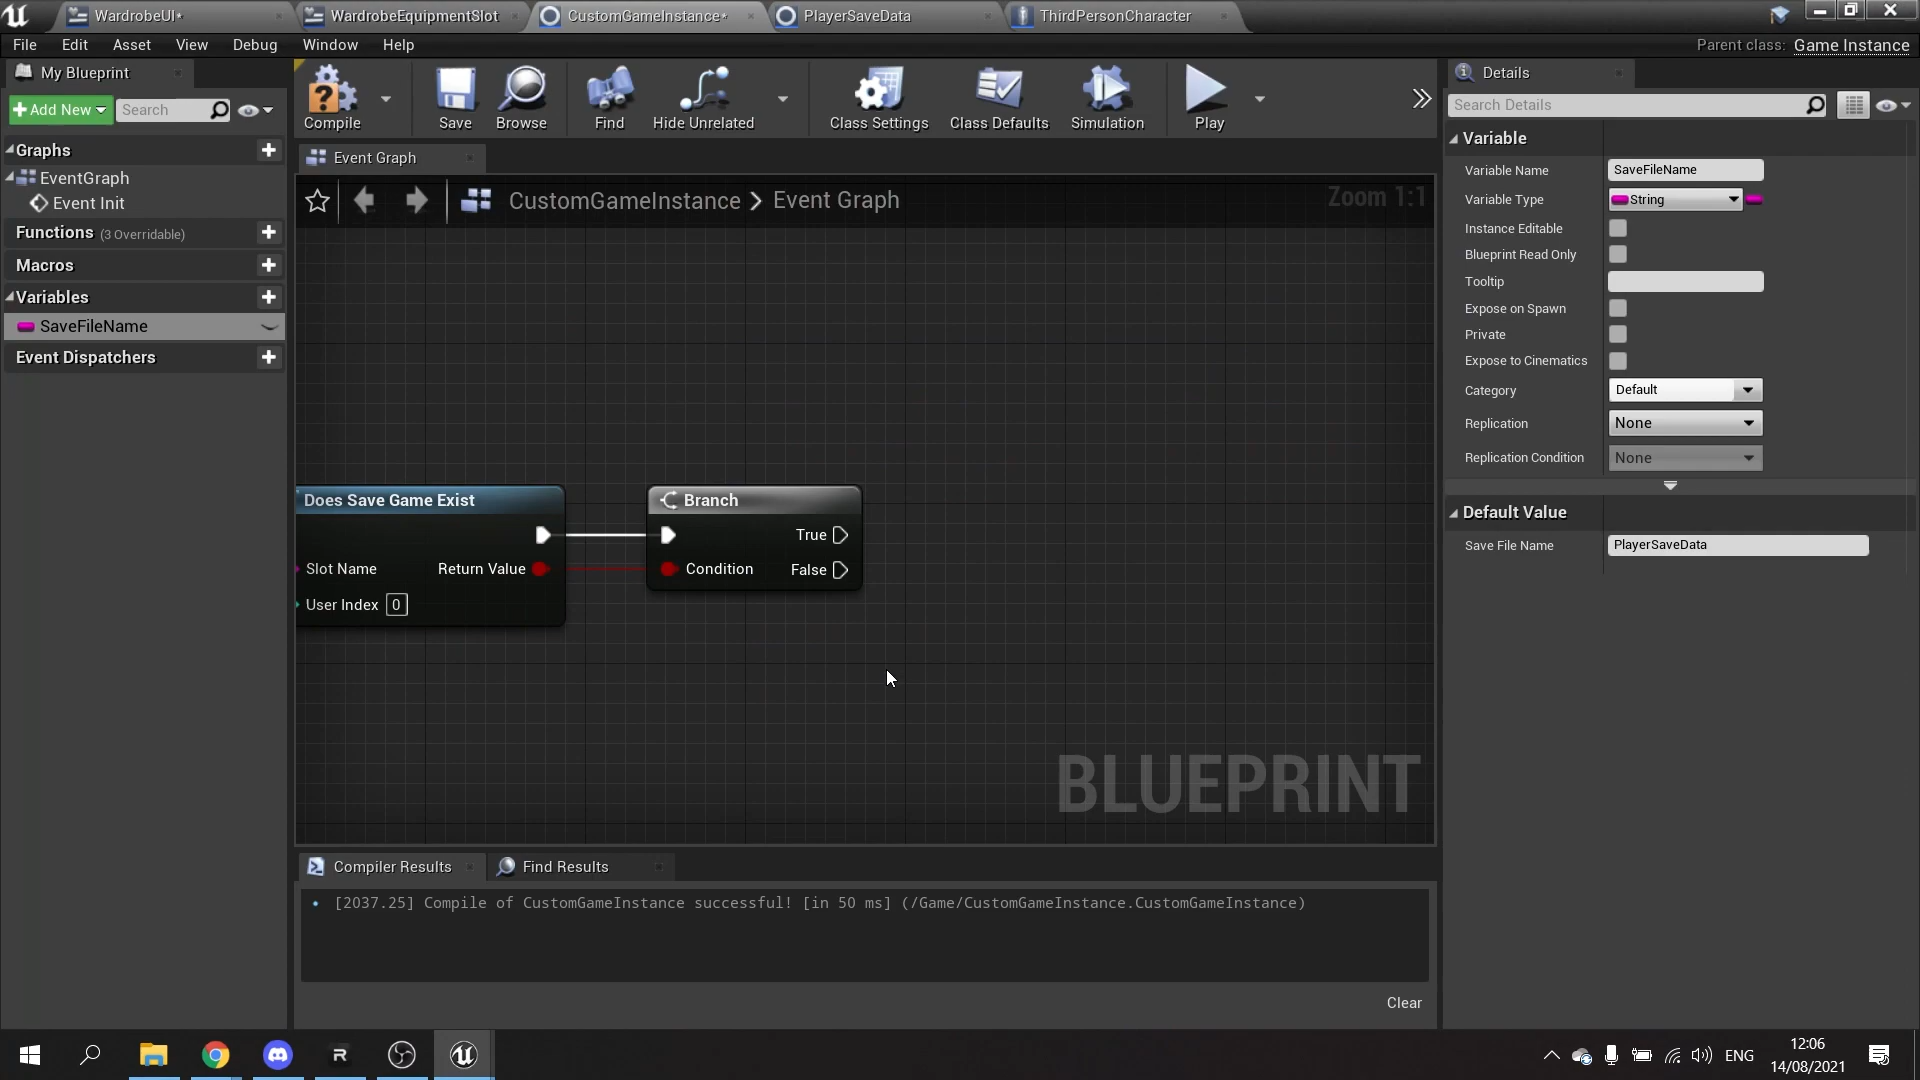 WardrobeUI*
WardrobeEquipmentSlot
CustomGameInstance*
PlayerSaveData
ThirdPersonCharacter
File Edit Asset View Debug Window Help
Parent class: Game Instance
My Blueprint
Add New
Search
Graphs
EventGraph
Event Init
Functions (3 Overridable)
Macros
Variables
SaveFileName
Event Dispatchers
Compile
Save
Browse
Find
Hide Unrelated
Class Settings
Class Defaults
Simulation
Play
Event Graph
CustomGameInstance > Event Graph
Zoom 1:1
Does Save Game Exist
Slot Name
Return Value
User Index 0
Branch
True
Condition
False
BLUEPRINT
Compiler Results
Find Results
[2037.25] Compile of CustomGameInstance successful! [in 50 ms] (/Game/CustomGameInstance.CustomGameInstance)
Clear
Details
Search Details
Variable
Variable Name SaveFileName
Variable Type String
Instance Editable
Blueprint Read Only
Tooltip
Expose on Spawn
Private
Expose to Cinematics
Category Default
Replication None
Replication Condition None
Default Value
Save File Name PlayerSaveData
ENG
12:06
14/08/2021